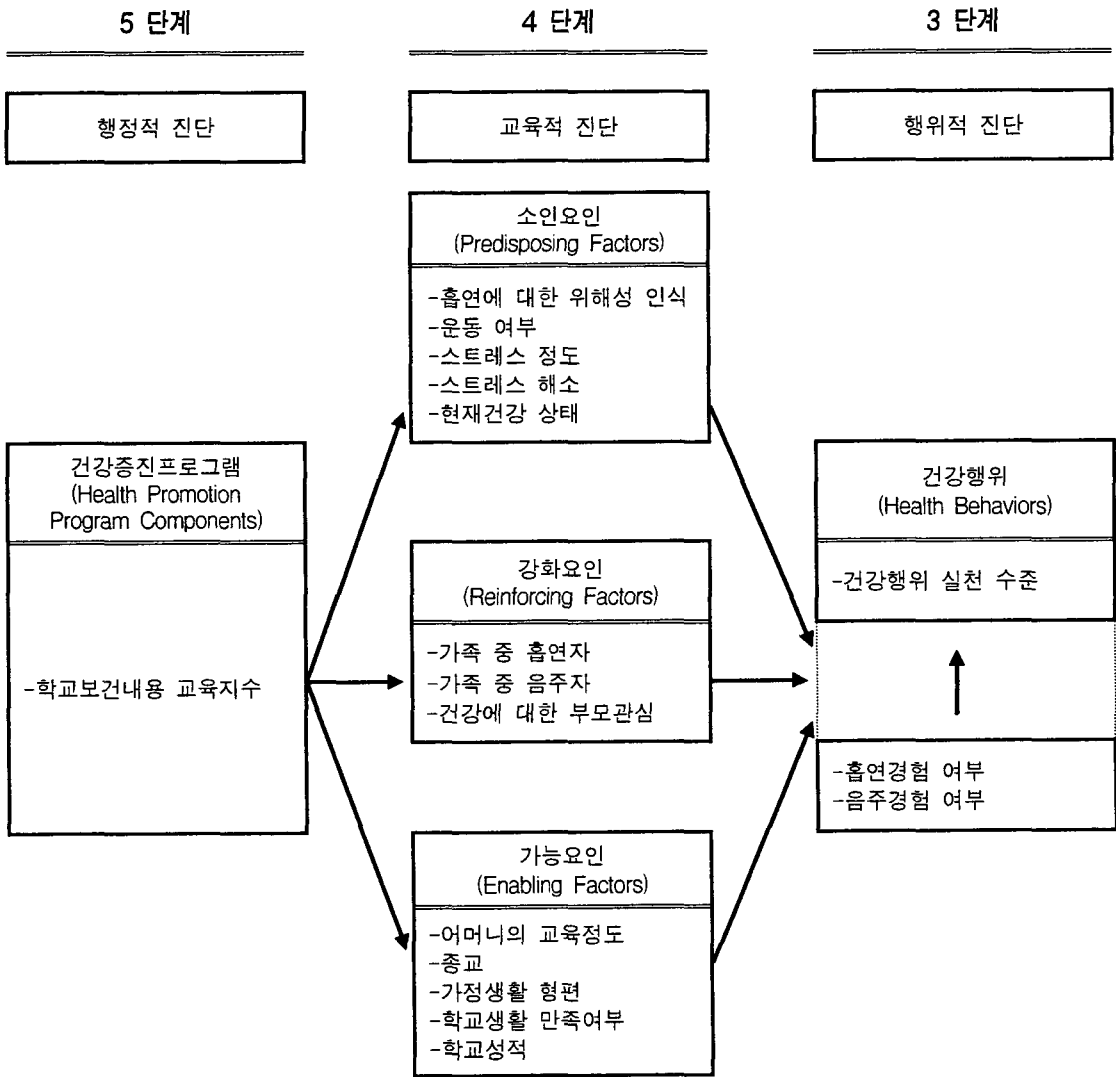 5 단계
4 단계
3 단계
행정적 진단
교육적 진단
행위적 진단
소인요인
(Predisposing Factors)
-흡연에 대한 위해성 인식
-운동 여부
-스트레스 정도
-스트레스 해소
-현재건강 상태
건강증진프로그램
(Health Promotion
Program Components)
-학교보건내용 교육지수
강화요인
(Reinforcing Factors)
-가족 중 흡연자
-가족 중 음주자
-건강에 대한 부모관심
건강행위
(Health Behaviors)
-건강행위 실천 수준
-흡연경험 여부
-음주경험 여부
가능요인
(Enabling Factors)
-어머니의 교육정도
-종교
-가정생활 형편
-학교생활 만족여부
-학교성적